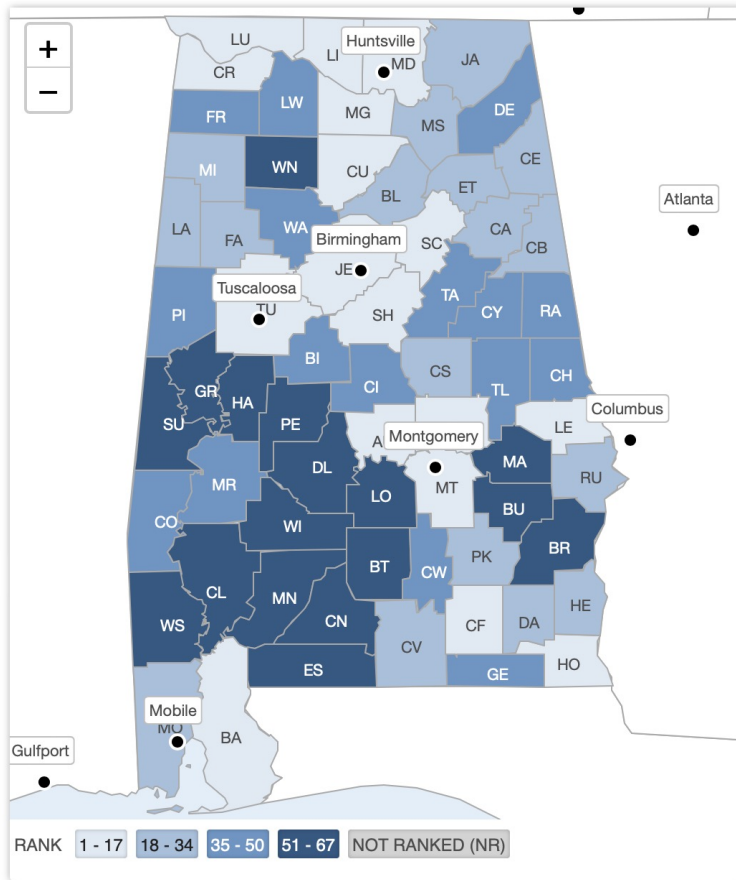 +
−
LU
LI
Huntsville
MD
CR
JA
LW
FR
MG
DE
MS
MI
WN
CU
CE
BL
ET
LA
FA
WA
SC
CA
CB
Atlanta
Birmingham
JE
Tuscaloosa
TU
TA
PI
SH
CY
RA
BI
CS
CI
TL
CH
GR
HA
SU
PE
A
Montgomery
LE
Columbus
MT
DL
MA
RU
MR
LO
BU
CO
WI
BR
PK
BT
CW
CL
MN
WS
CN
CF
DA
HE
CV
ES
GE
HO
Mobile
MO
BA
Gulfport
RANK 1 - 17 18 - 34 35 - 50 51 - 67 NOT RANKED (NR)